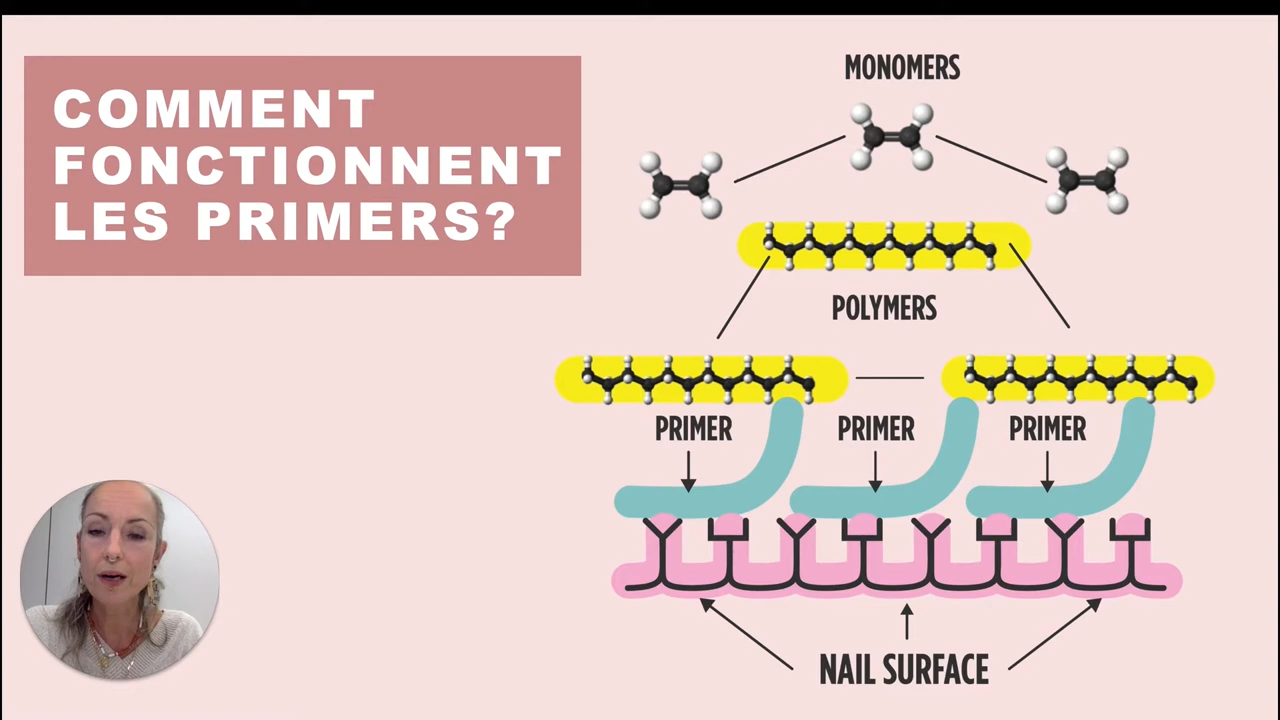 COMMENT
FONCTIONNENT
LES PRIMERS?
MONOMERS
POLYMERS
PRIMER
PRIMER
PRIMER
NAIL SURFACE